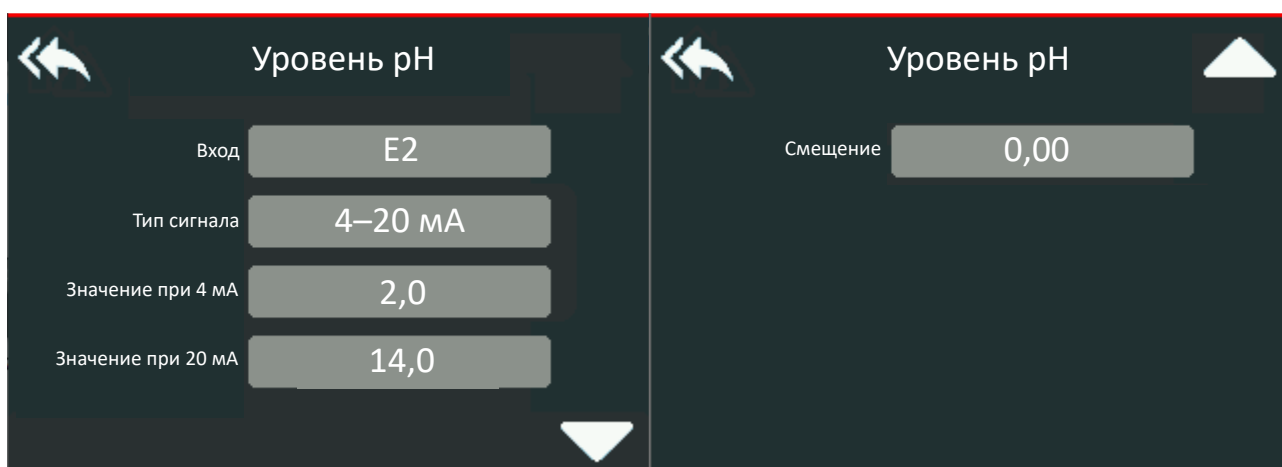 Уровень pH
Вход
E2
Тип сигнала
4–20 мА
Значение при 4 мА
2,0
Значение при 20 мА
14,0
Уровень pH
Смещение
0,00